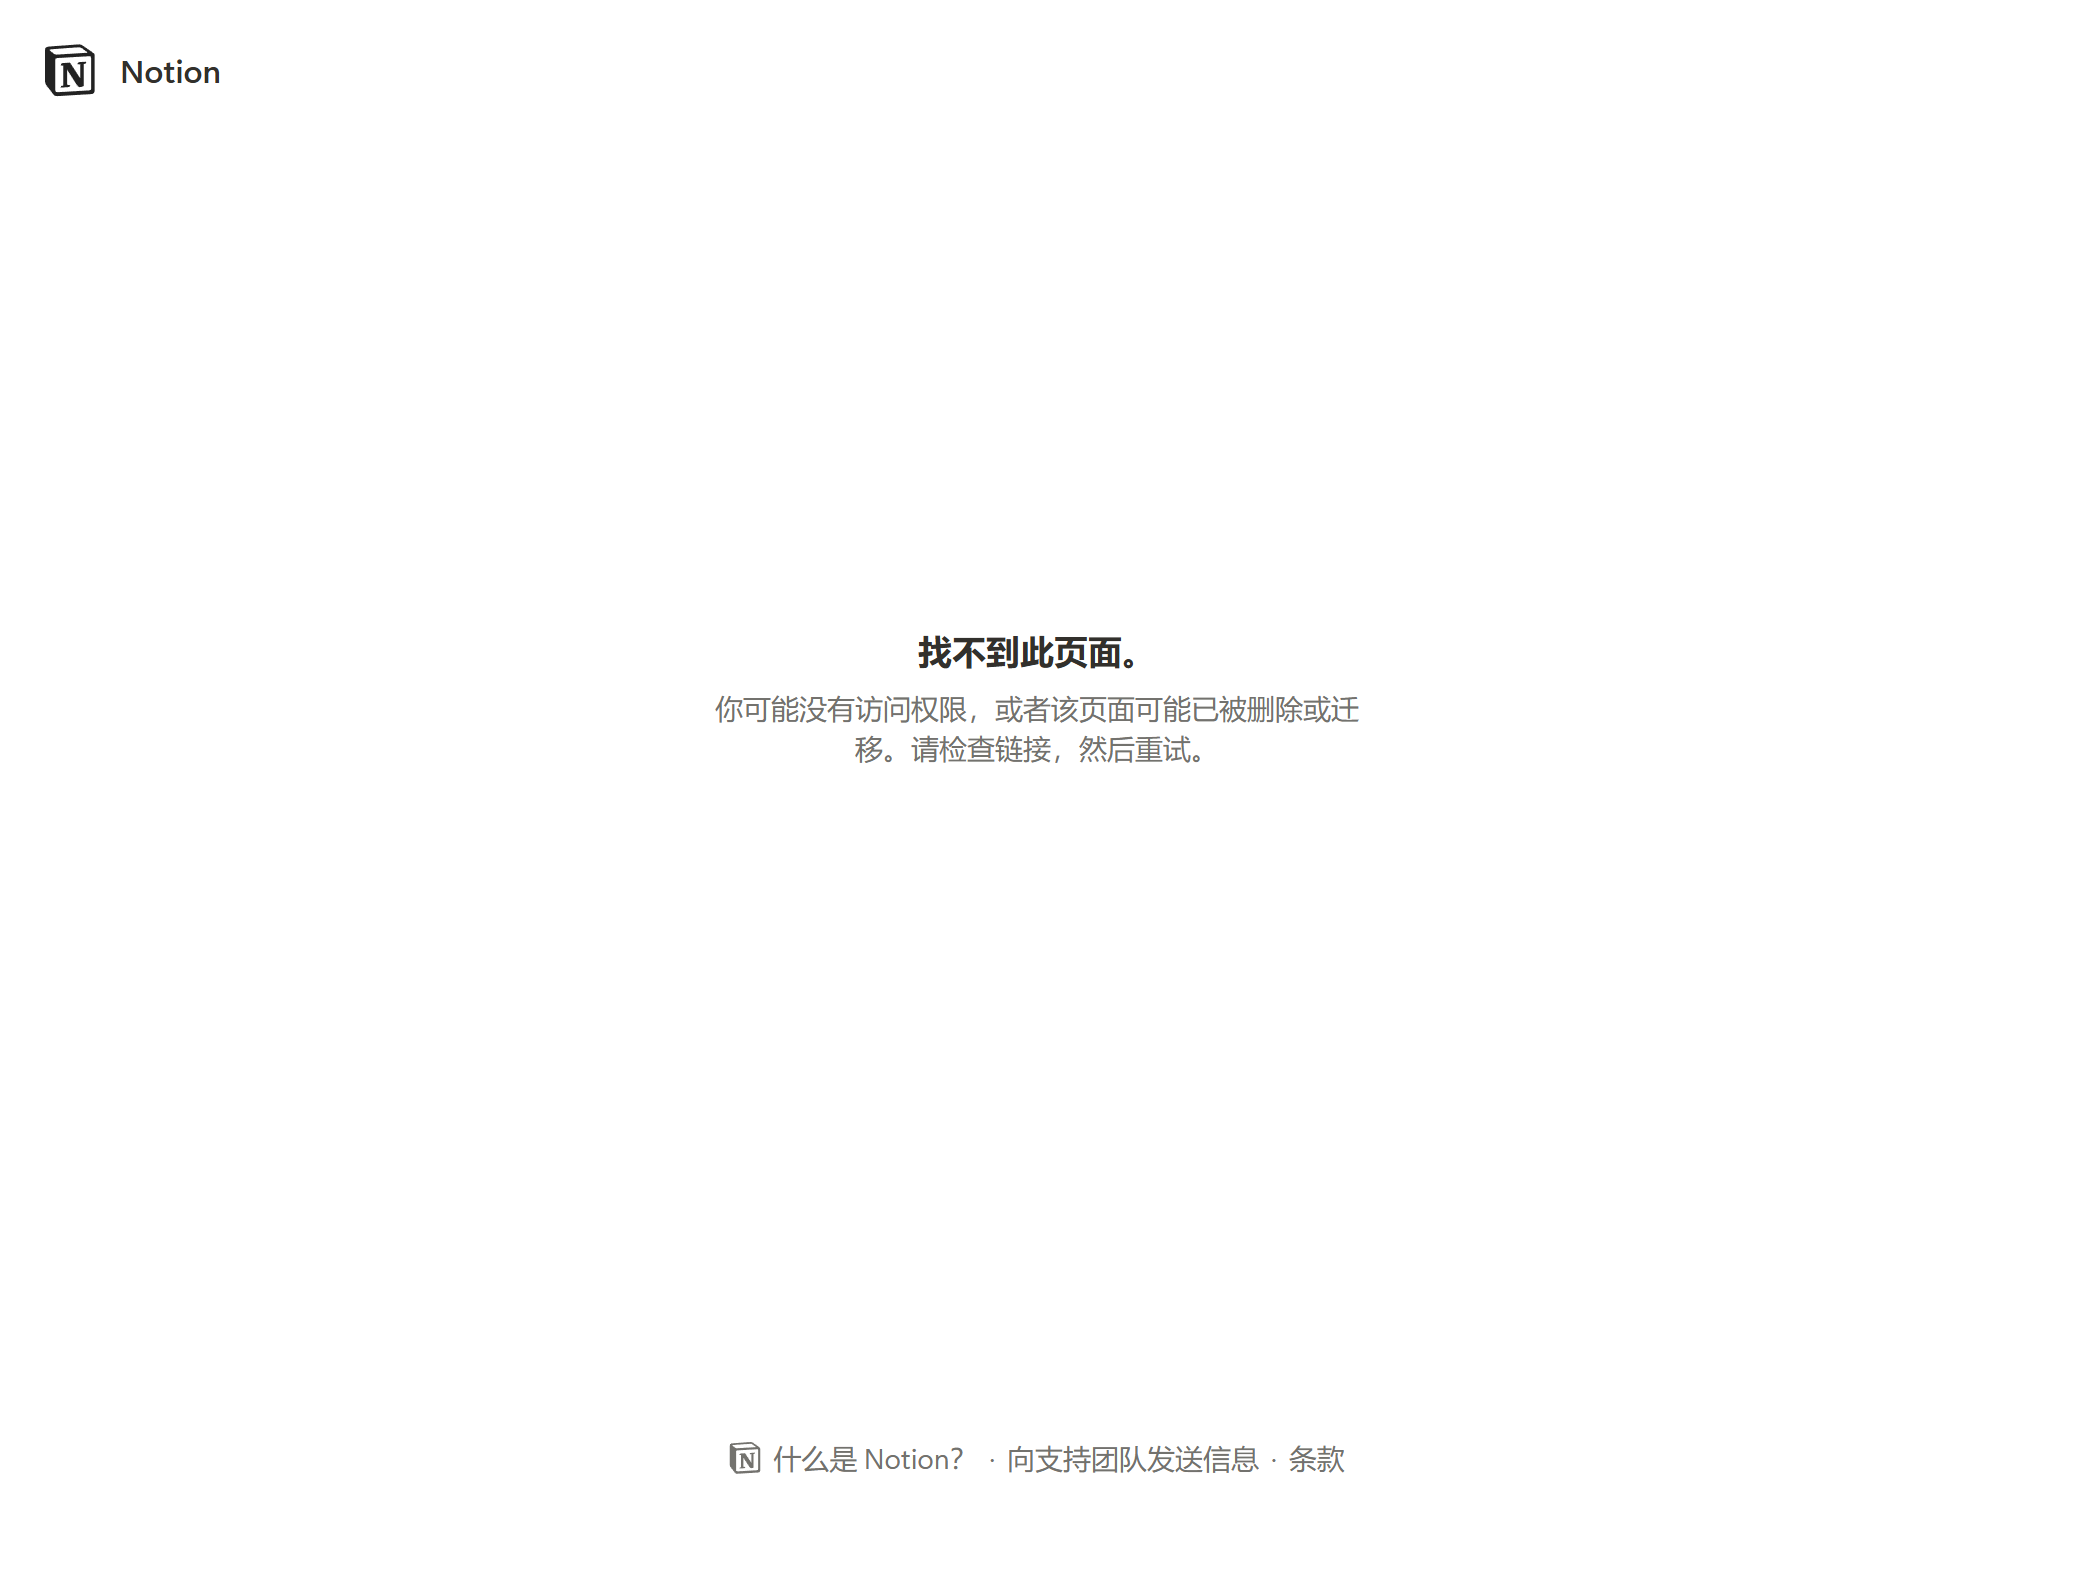 Notion
找不到此页面。
你可能没有访问权限，或者该页面可能已被删除或迁
移。请检查链接，然后重试。
什么是 Notion？ · 向支持团队发送信息 · 条款